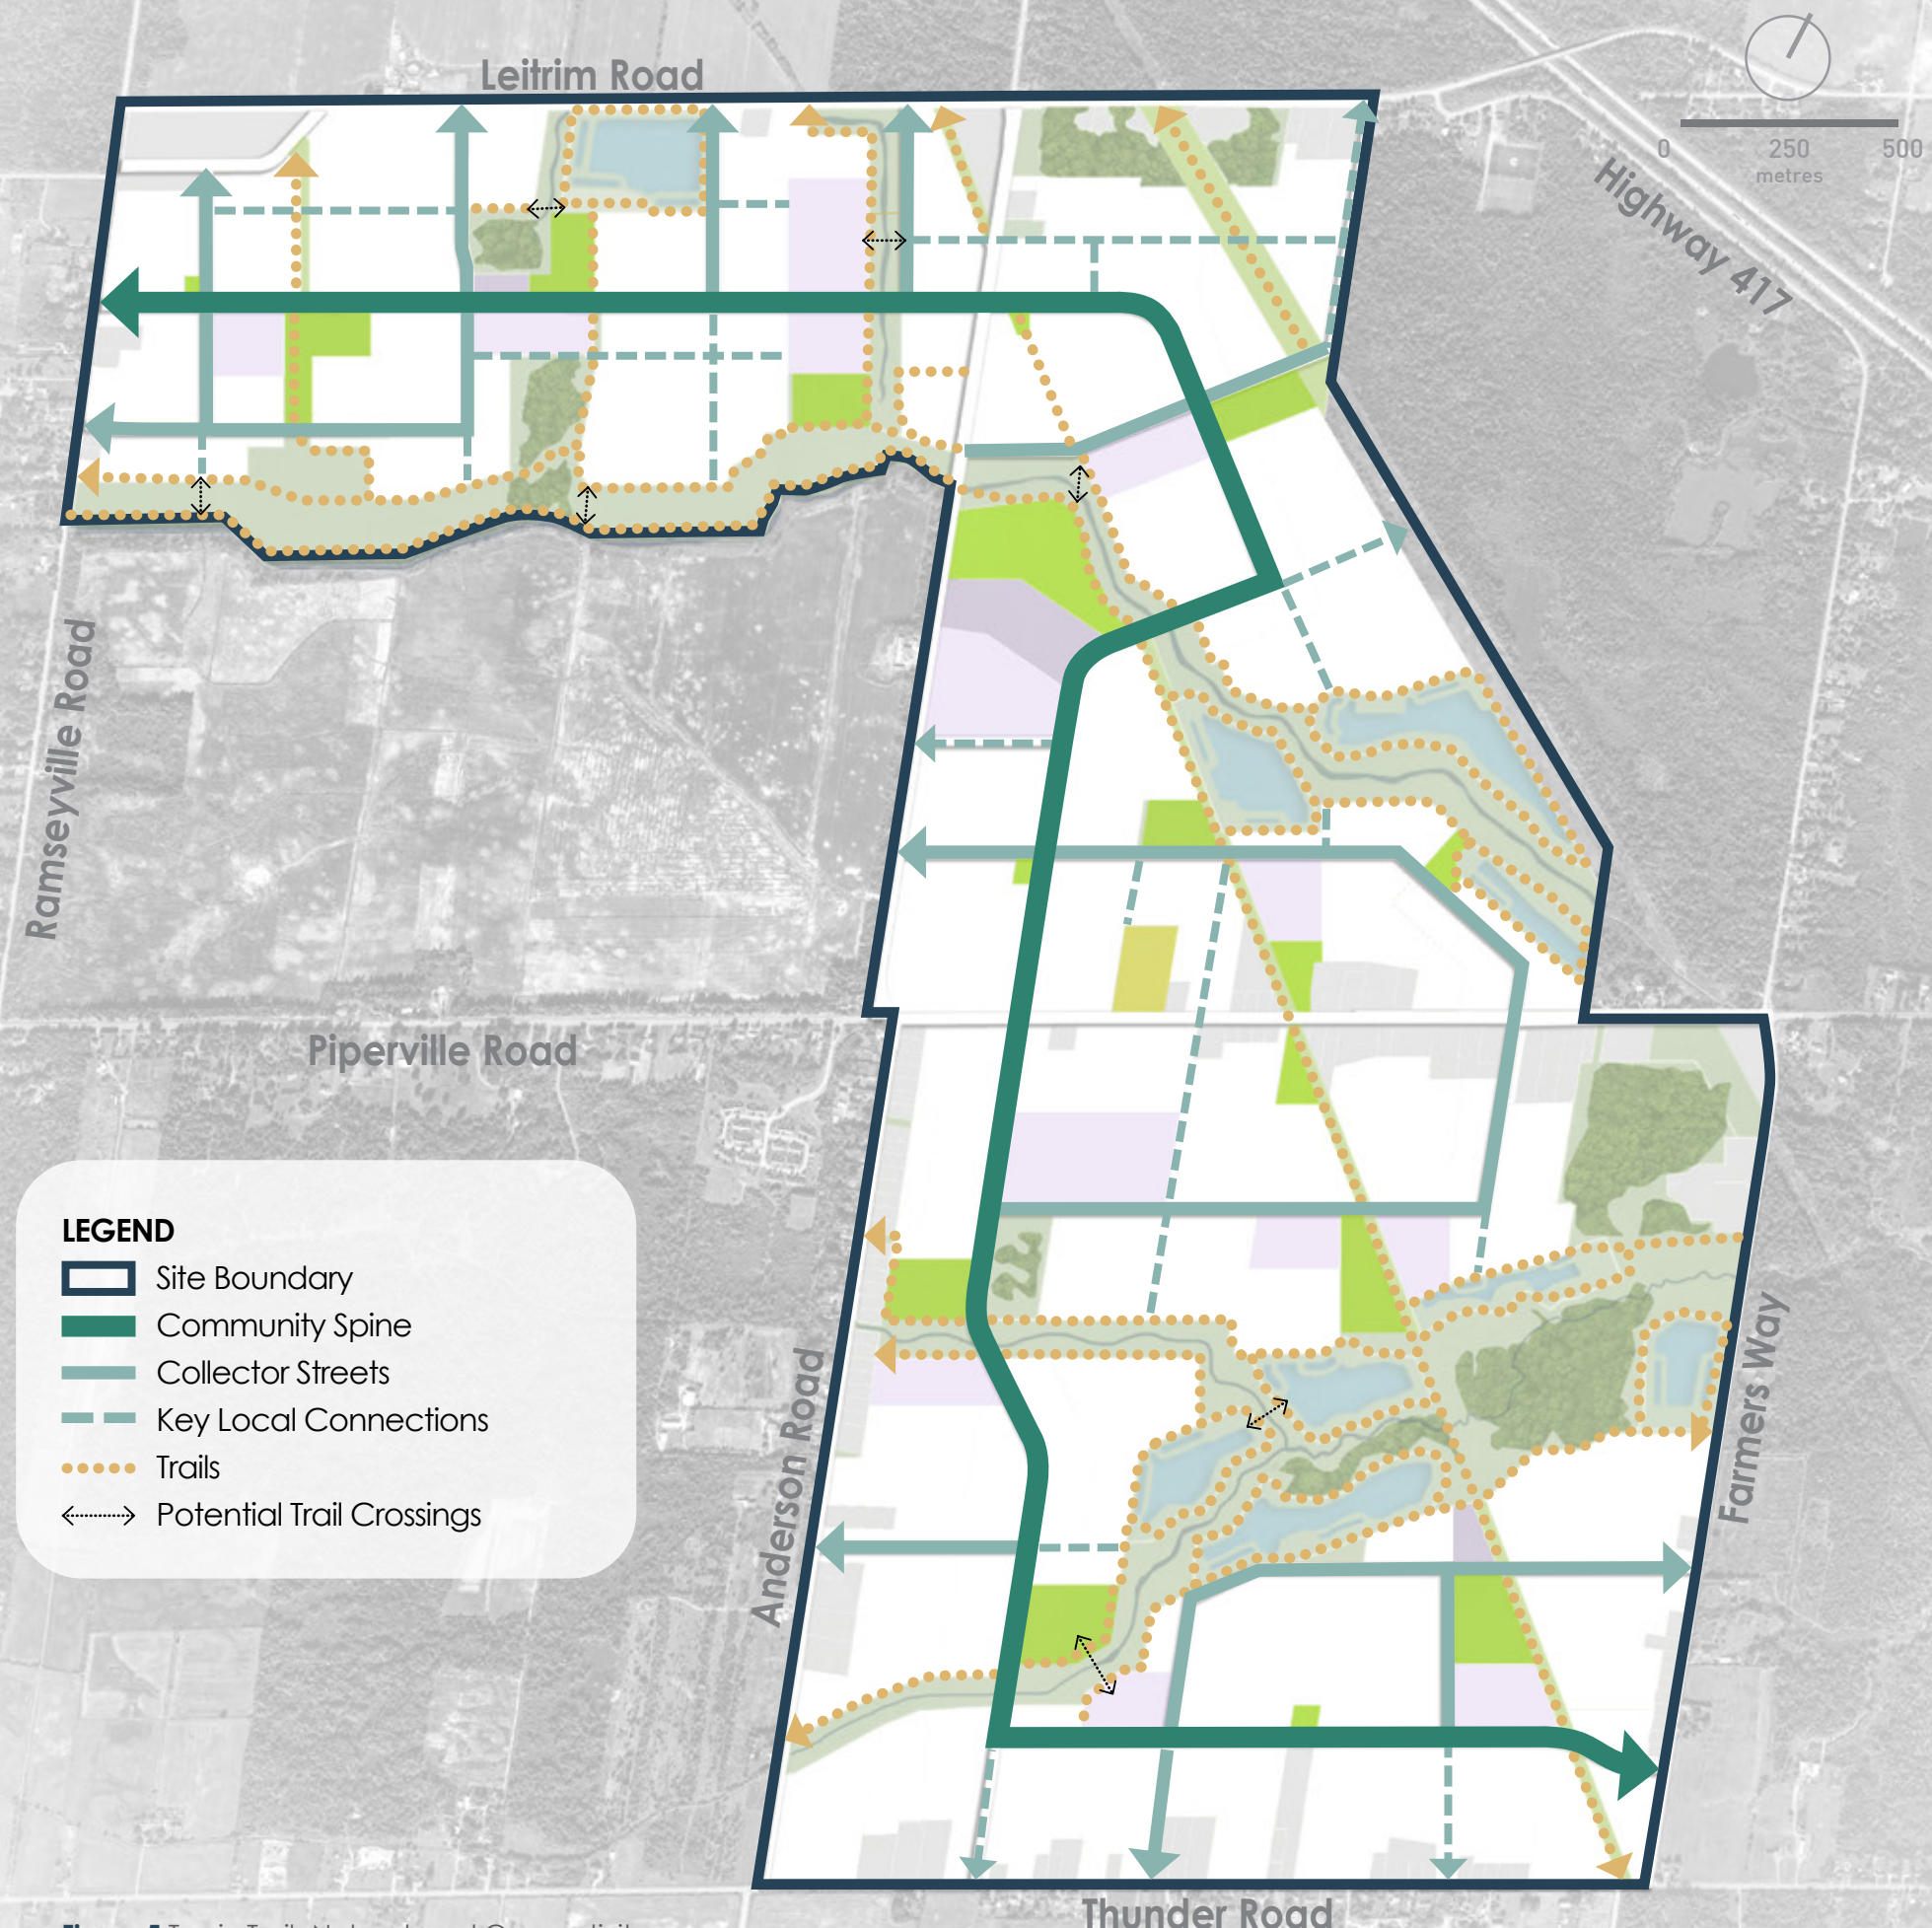 Leitrim Road
0 250 500
metres
Highway 417
Ramseyville Road
Piperville Road
LEGEND
Site Boundary
Community Spine
Collector Streets
Key Local Connections
Trails
Potential Trail Crossings
Anderson Road
Farmers Way
Thunder Road